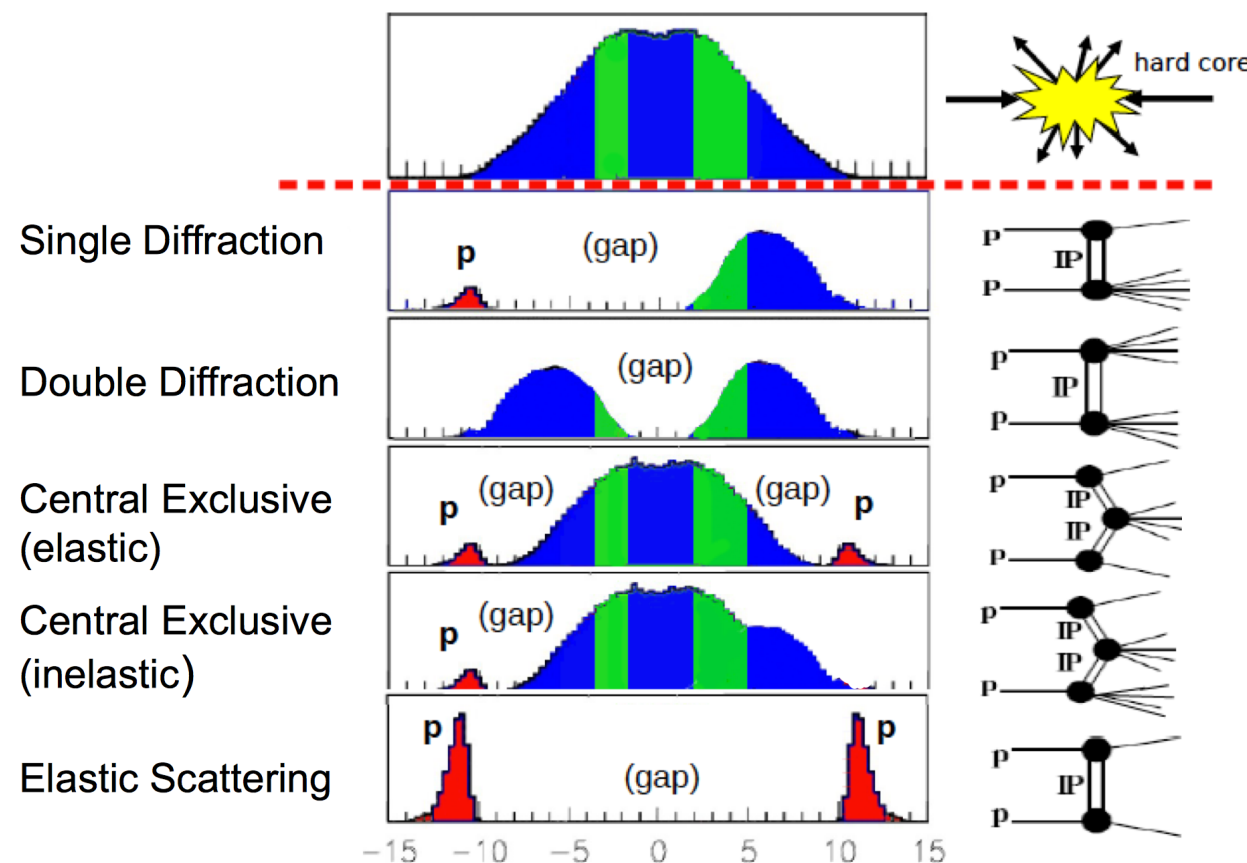 hard core
Single Diffraction
p
(gap)
p
IP
p
Double Diffraction
(gap)
p
IP
p
Central Exclusive
(elastic)
p
(gap)
(gap)
p
p
IP
IP
p
Central Exclusive
(inelastic)
p
(gap)
p
IP
IP
p
Elastic Scattering
p
(gap)
p
p
IP
p
-15 -10 -5 0 5 10 15